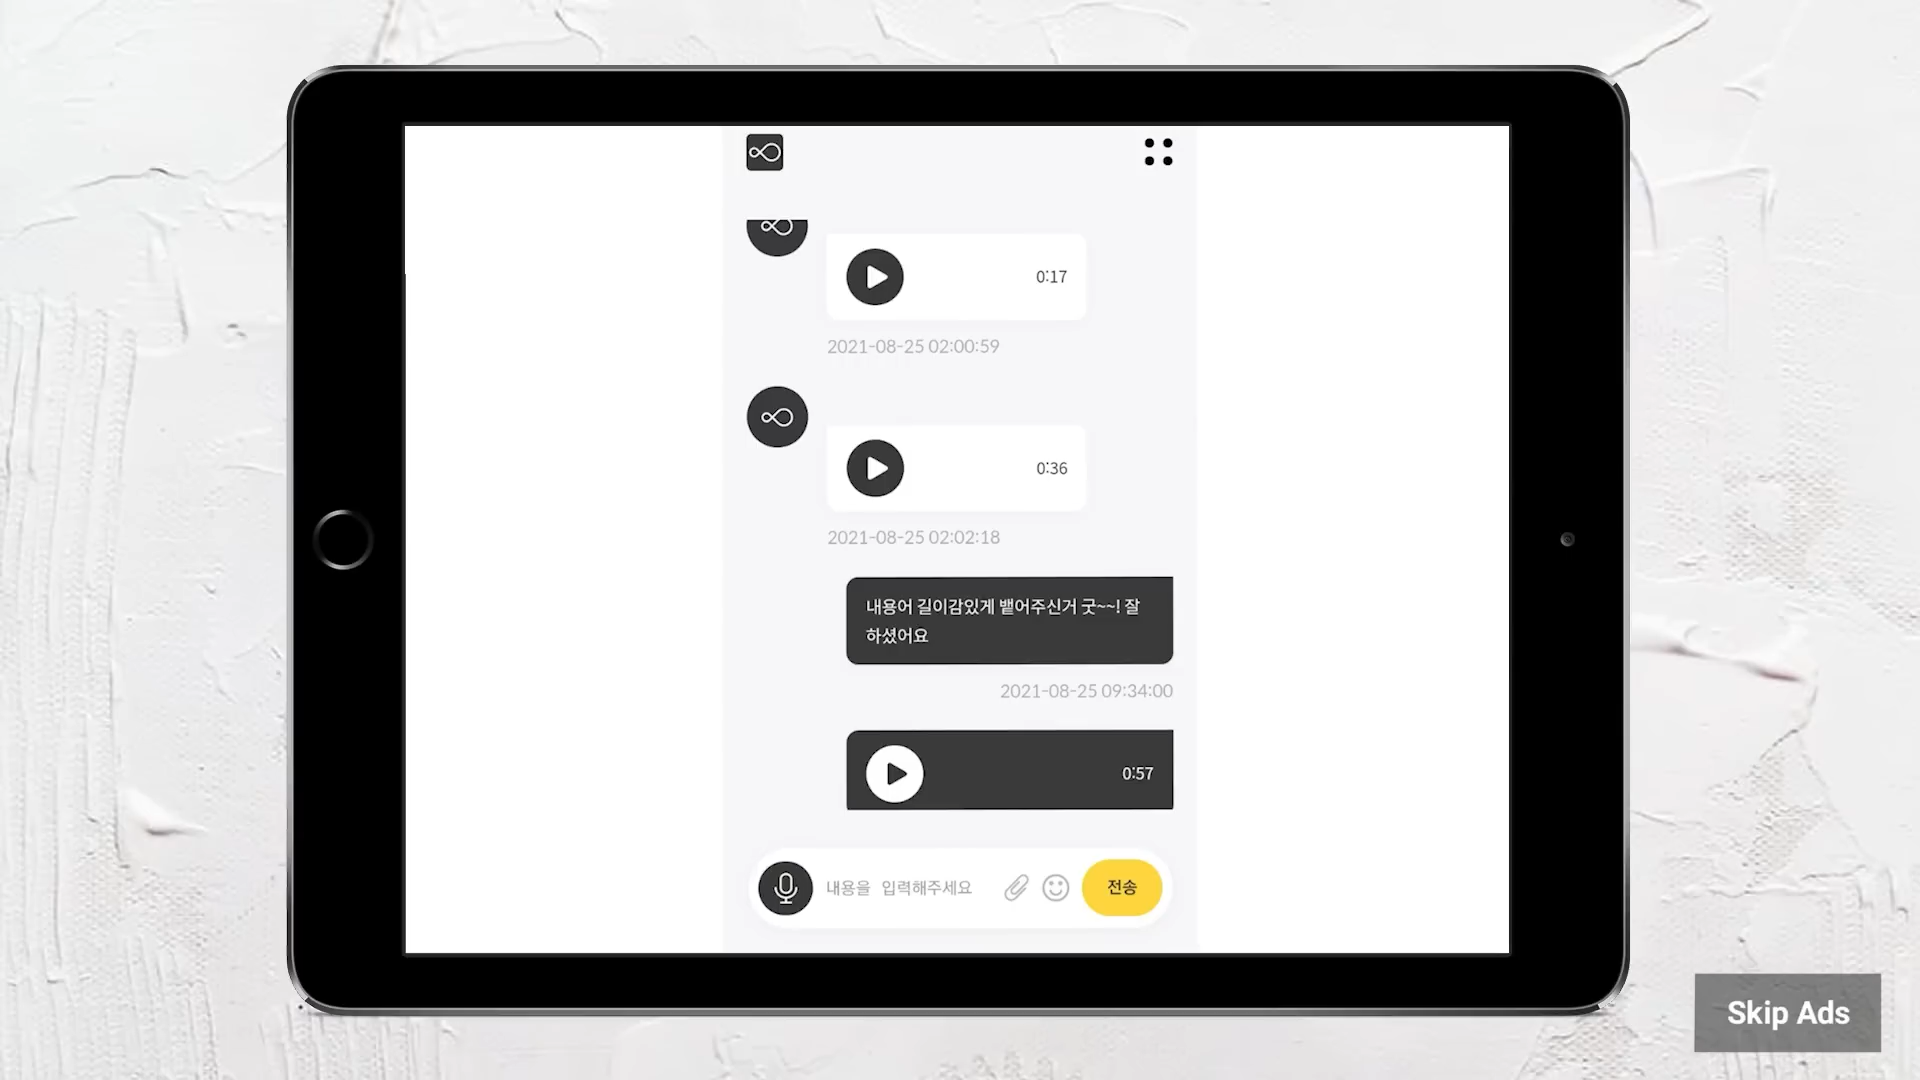 0:17
2021-08-25 02:00:59
0:36
2021-08-25 02:02:18
내용어 길이감있게 뱉어주신거 굿~~! 잘
하셨어요
2021-08-25 09:34:00
0:57
내용을 입력해주세요
전송
Skip Ads